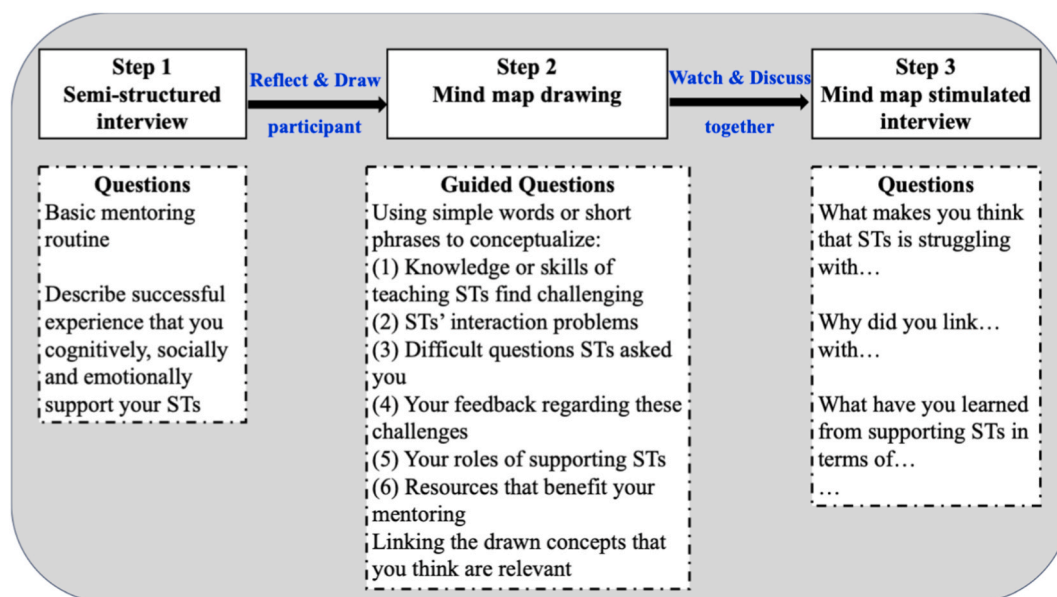 Step 1
Semi-structured
interview
Reflect & Draw
participant
Step 2
Mind map drawing
Watch & Discuss
together
Step 3
Mind map stimulated
interview
Questions
Basic mentoring
routine
Describe successful
experience that you
cognitively, socially
and emotionally
support your STs
Guided Questions
Using simple words or short
phrases to conceptualize:
(1) Knowledge or skills of
teaching STs find challenging
(2) STs’ interaction problems
(3) Difficult questions STs asked
you
(4) Your feedback regarding these
challenges
(5) Your roles of supporting STs
(6) Resources that benefit your
mentoring
Linking the drawn concepts that
you think are relevant
Questions
What makes you think
that STs is struggling
with…
Why did you link…
with…
What have you learned
from supporting STs in
terms of…
…